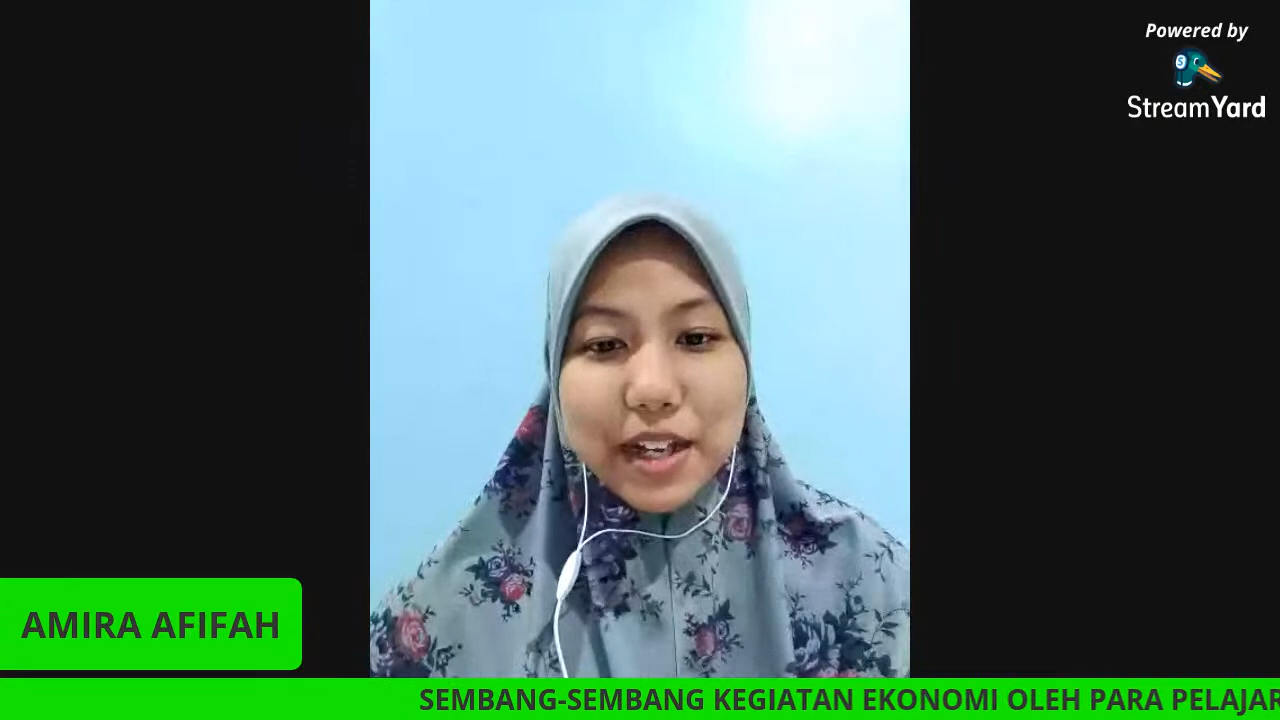 Powered by
StreamYard
AMIRA AFIFAH
SEMBANG-SEMBANG KEGIATAN EKONOMI OLEH PARA PELAJAR